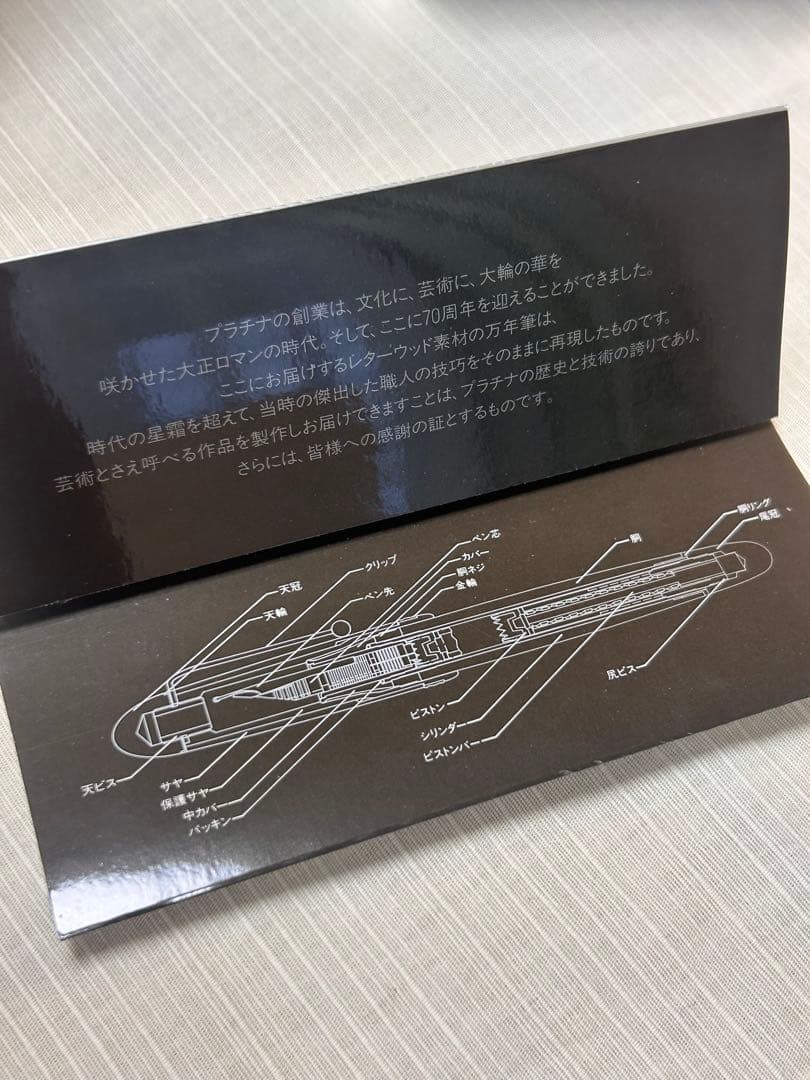 プラチナの創業は、文化に、芸術に、大輪の華を
咲かせた大正ロマンの時代。そして、ここに70周年を迎えることができました。
ここにお届けするレターウッド素材の万年筆は、
時代の星霜を超えて、当時の傑出した職人の技巧をそのままに再現したものです。
芸術とさえ呼べる作品を製作しお届けできますことは、プラチナの歴史と技術の誇りであり、
さらには、皆様への感謝の証とするものです。
天冠
天輪
クリップ
ペン先
ペン芯
カバー
胴ネジ
金輪
胴
胴リング
尾冠
天ビス
サヤ
保護サヤ
中カバー
パッキン
ピストン
シリンダー
ピストンバー
尻ビス